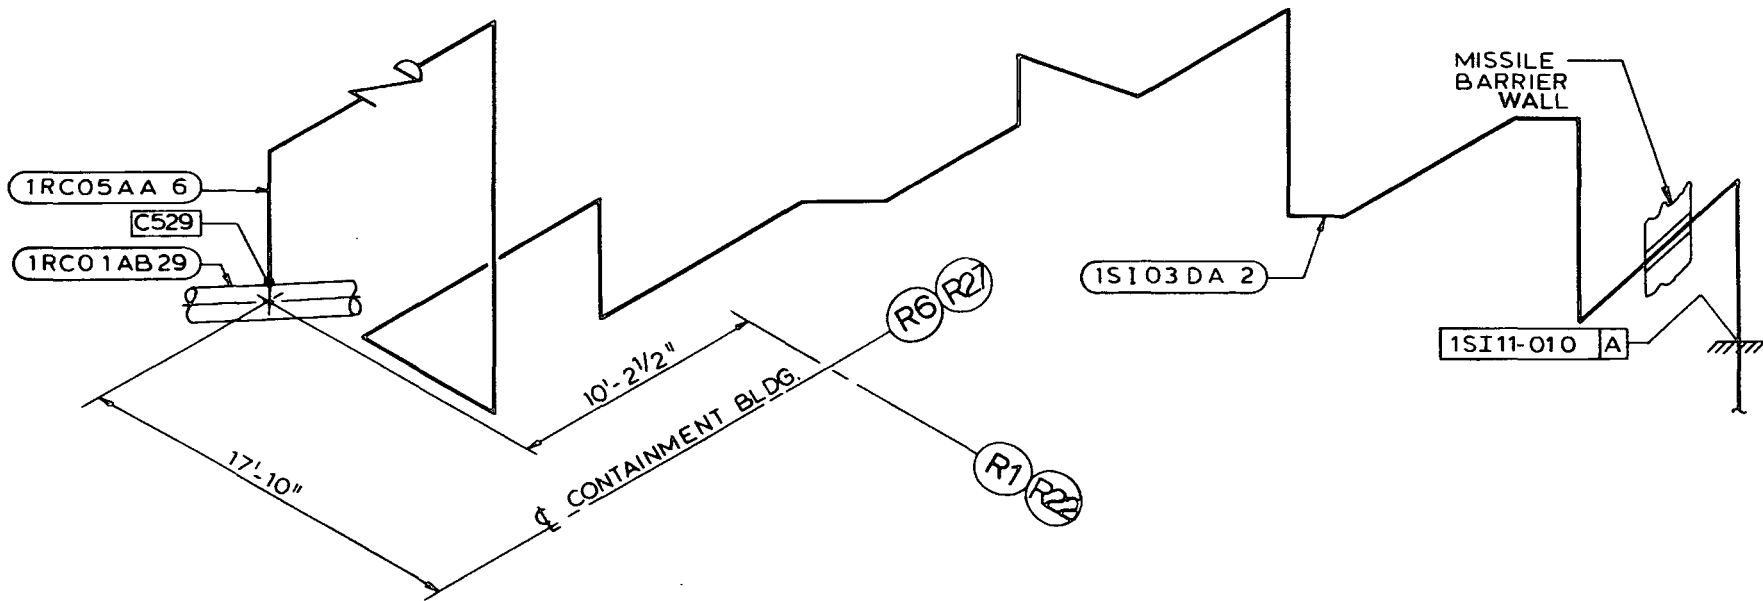 MISSILE
BARRIER
WALL
1RC05AA 6
C529
1RC01AB29
1SI03DA 2
R6
R27
1SI11-010 A
10'-2 1/2"
17'-10"
℄ CONTAINMENT BLDG.
R1
R22